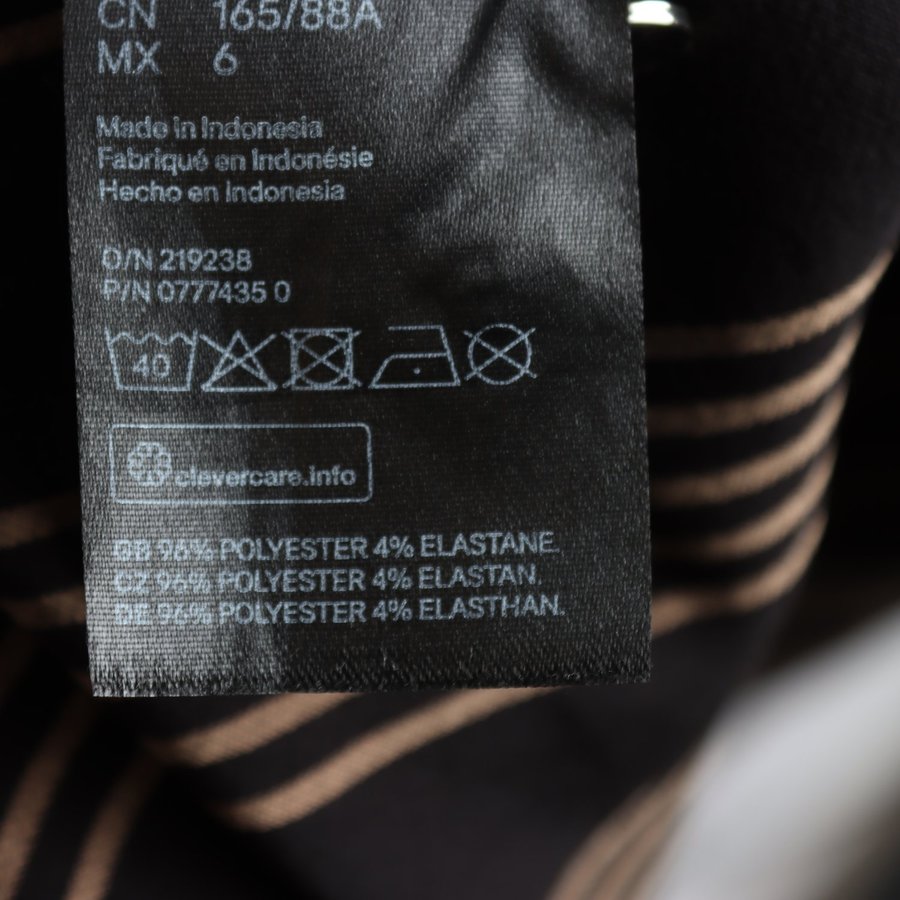 CN 165/88A
MX 6
Made in Indonesia
Fabriqué en Indonésie
Hecho en Indonesia
O/N 219238
P/N 0777435 0
40
clevercare.info
GB 96% POLYESTER 4% ELASTANE.
CZ 96% POLYESTER 4% ELASTAN.
DE 96% POLYESTER 4% ELASTHAN.